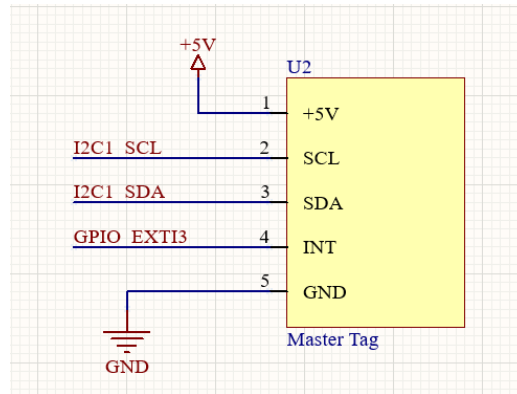 +5V
U2
1 +5V
I2C1_SCL 2 SCL
I2C1_SDA 3 SDA
GPIO_EXTI3 4 INT
5 GND
Master Tag
GND